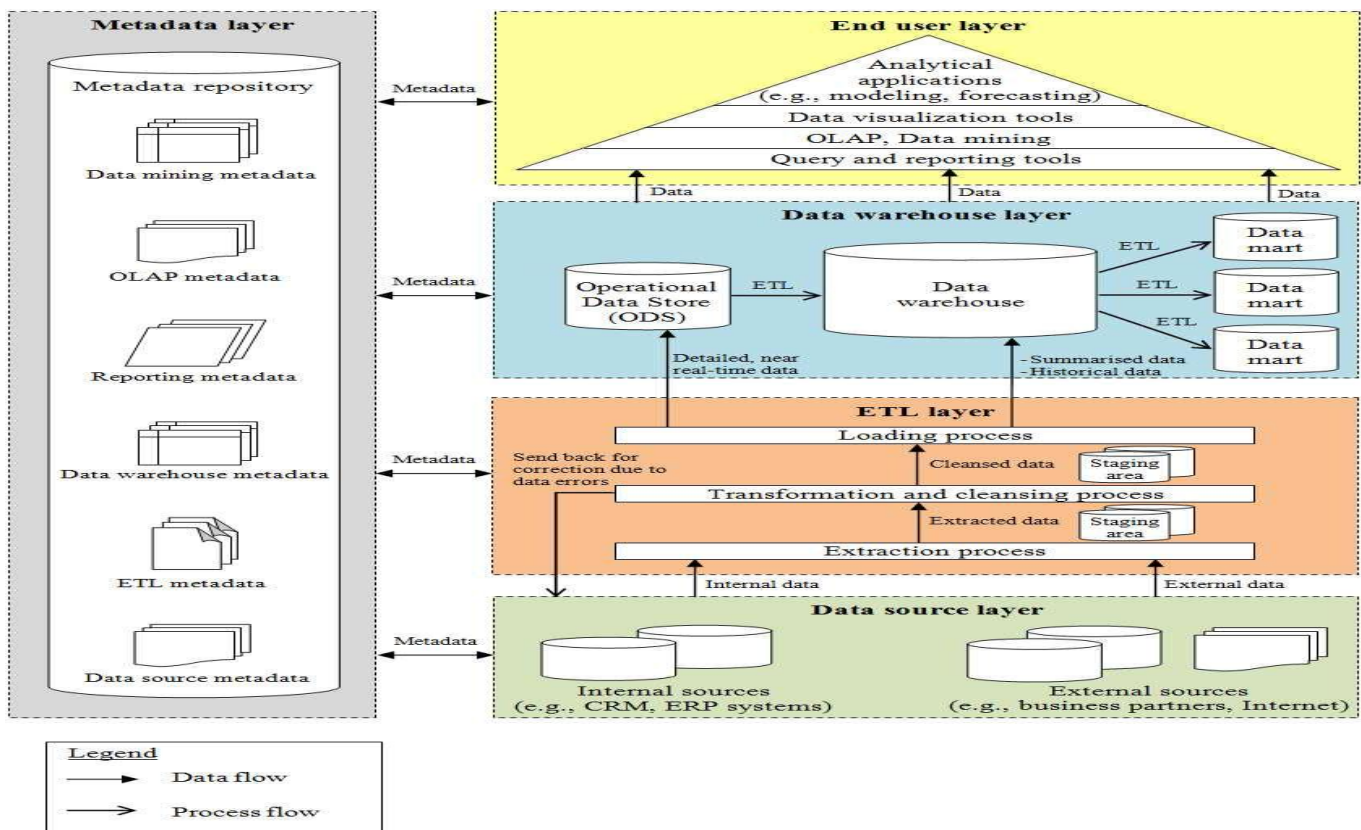 Metadata layer
Metadata repository
Data mining metadata
OLAP metadata
Reporting metadata
Data warehouse metadata
ETL metadata
Data source metadata
Metadata
Metadata
Metadata
Metadata
End user layer
Analytical
applications
(e.g., modeling, forecasting)
Data visualization tools
OLAP, Data mining
Query and reporting tools
Data
Data
Data
Data warehouse layer
Operational
Data Store
(ODS)
ETL
Data
warehouse
ETL
ETL
ETL
Data
mart
Data
mart
Data
mart
Detailed, near
real-time data
- Summarised data
- Historical data
ETL layer
Loading process
Send back for
correction due to
data errors
Cleansed data
Staging
area
Transformation and cleansing process
Extracted data
Staging
area
Extraction process
Internal data
External data
Data source layer
Internal sources
(e.g., CRM, ERP systems)
External sources
(e.g., business partners, Internet)
Legend
Data flow
Process flow